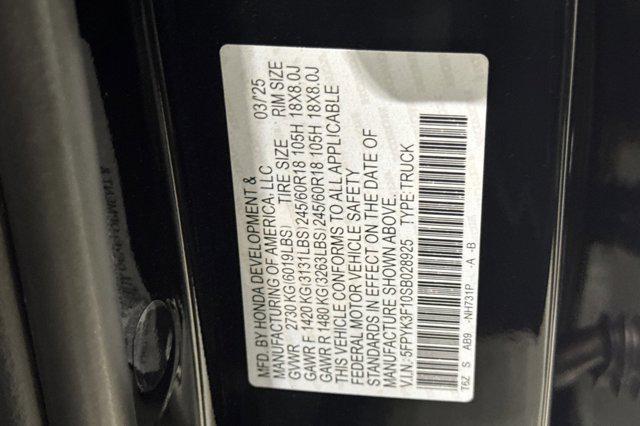 MFD. BY HONDA DEVELOPMENT & 03/'25
MANUFACTURING OF AMERICA, LLC
GVWR 2730 KG(6019LBS) TIRE SIZE RIM SIZE
GAWR F 1420 KG(3131LBS)245/60R18 105H 18X8.0J
GAWR R 1480 KG(3263LBS)245/60R18 105H 18X8.0J
THIS VEHICLE CONFORMS TO ALL APPLICABLE
FEDERAL MOTOR VEHICLE SAFETY
STANDARDS IN EFFECT ON THE DATE OF
MANUFACTURE SHOWN ABOVE.
V.I.N.:5FPYK3F10SB028925 TYPE:TRUCK
T6Z S AB9 -NH731P -A -B